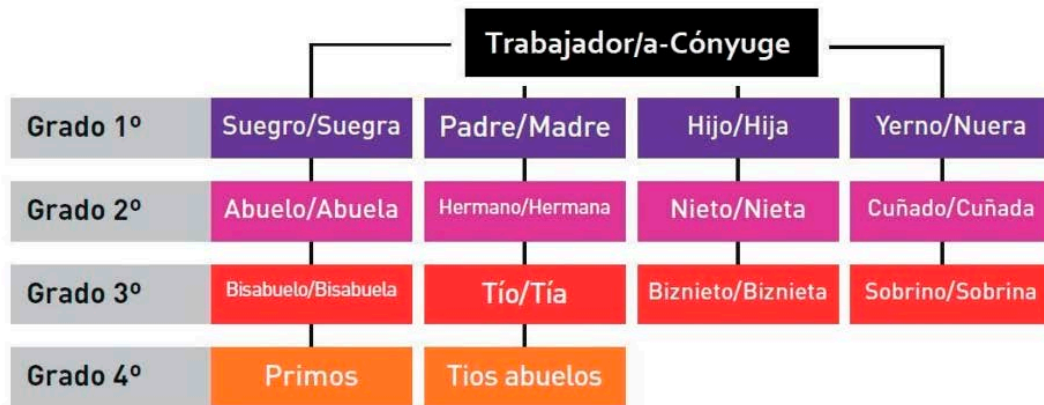 Trabajador/a-Cónyuge
Grado 1º
Suegro/Suegra
Padre/Madre
Hijo/Hija
Yerno/Nuera
Grado 2º
Abuelo/Abuela
Hermano/Hermana
Nieto/Nieta
Cuñado/Cuñada
Grado 3º
Bisabuelo/Bisabuela
Tío/Tía
Biznieto/Biznieta
Sobrino/Sobrina
Grado 4º
Primos
Tios abuelos